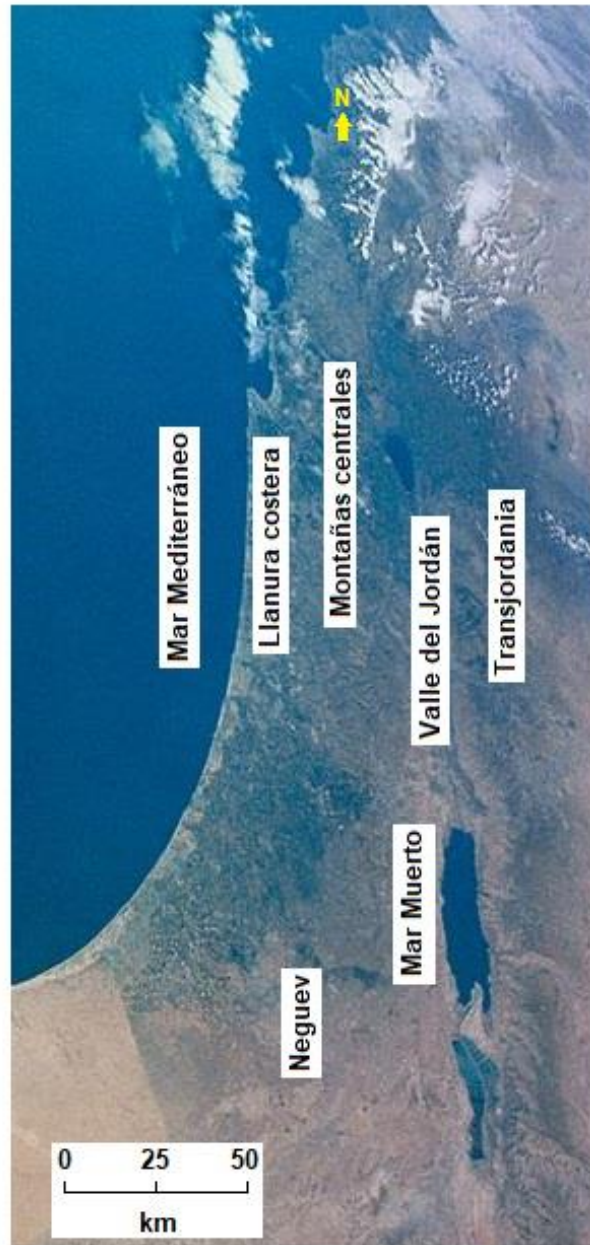 N
Mar Mediterráneo
Llanura costera
Montañas centrales
Valle del Jordán
Transjordania
Mar Muerto
Neguev
0 25 50
km